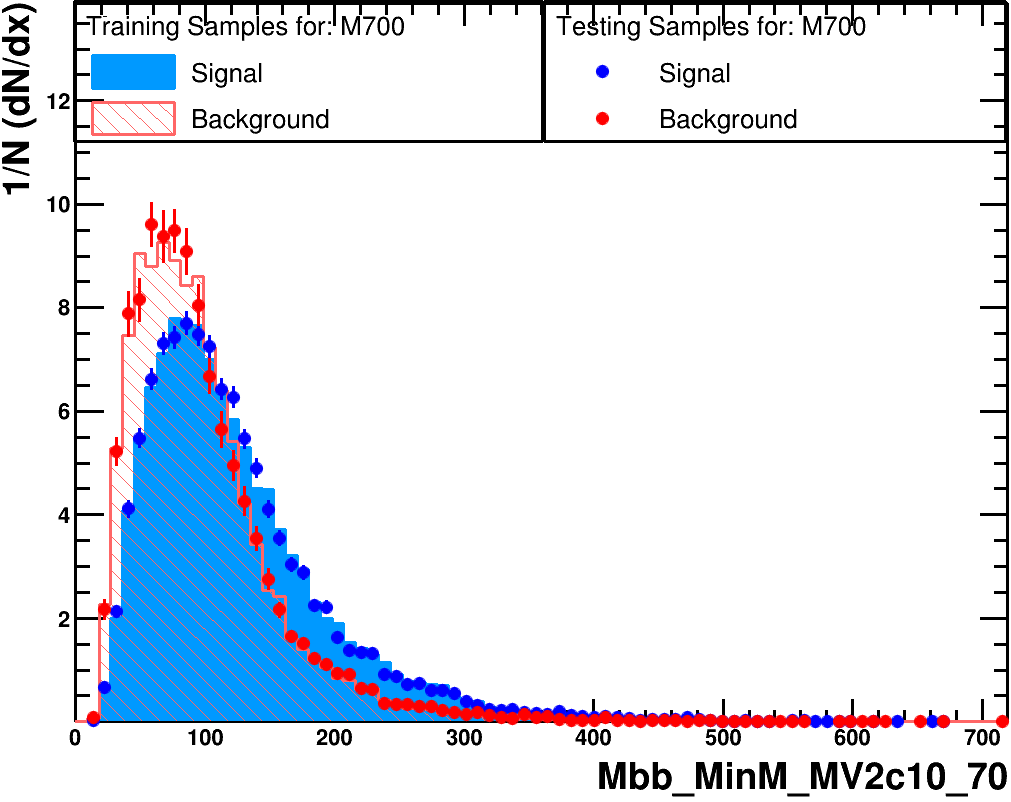 1/N (dN/dx)
Training Samples for: M700
Signal
Background
Testing Samples for: M700
Signal
Background
12
10
8
6
4
2
0 100 200 300 400 500 600 700
Mbb_MinM_MV2c10_70